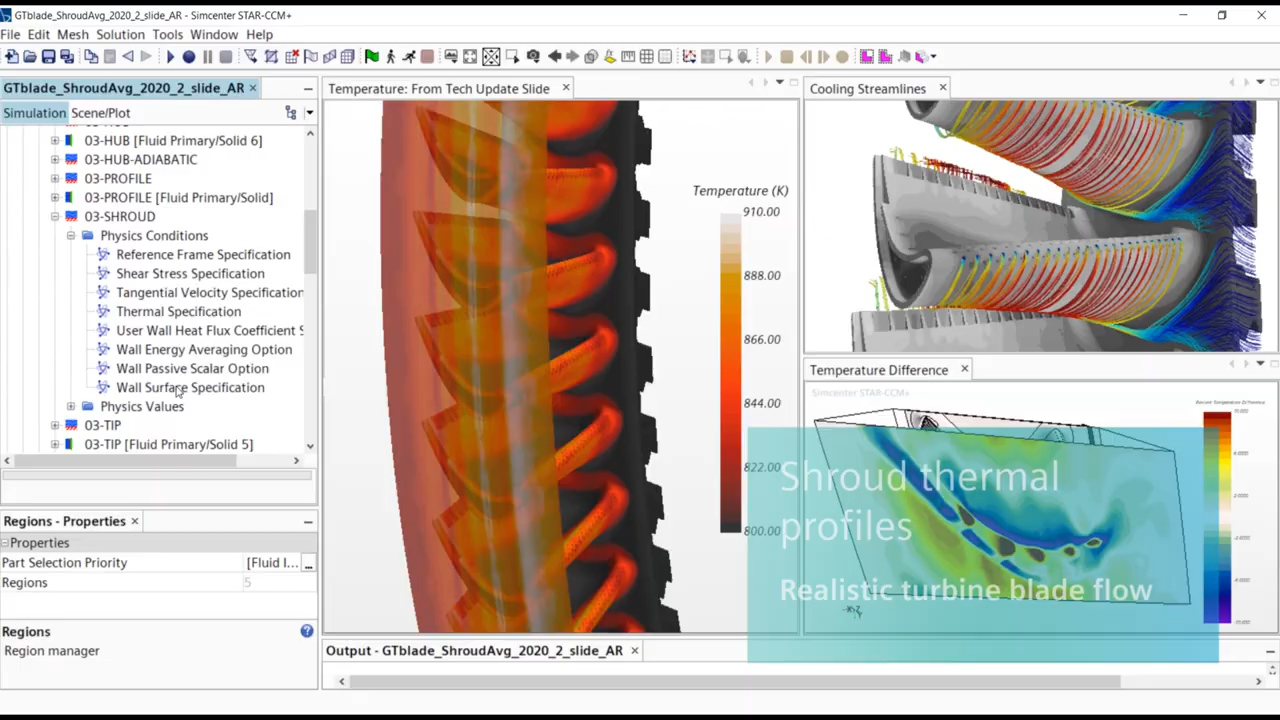 GTblade_ShroudAvg_2020_2_slide_AR - Simcenter STAR-CCM+
File Edit Mesh Solution Tools Window Help
GTblade_ShroudAvg_2020_2_slide_AR
Simulation Scene/Plot
03-HUB [Fluid Primary/Solid 6]
03-HUB-ADIABATIC
03-PROFILE
03-PROFILE [Fluid Primary/Solid]
03-SHROUD
Physics Conditions
Reference Frame Specification
Shear Stress Specification
Tangential Velocity Specification
Thermal Specification
User Wall Heat Flux Coefficient S
Wall Energy Averaging Option
Wall Passive Scalar Option
Wall Surface Specification
Physics Values
03-TIP
03-TIP [Fluid Primary/Solid 5]
Regions - Properties
Properties
Part Selection Priority [Fluid I...
Regions 5
Regions
Region manager
Temperature: From Tech Update Slide
Temperature (K)
910.00
888.00
866.00
844.00
822.00
800.00
Cooling Streamlines
Temperature Difference
Simcenter STAR-CCM+
Shroud thermal
profiles
Realistic turbine blade flow
Output - GTblade_ShroudAvg_2020_2_slide_AR